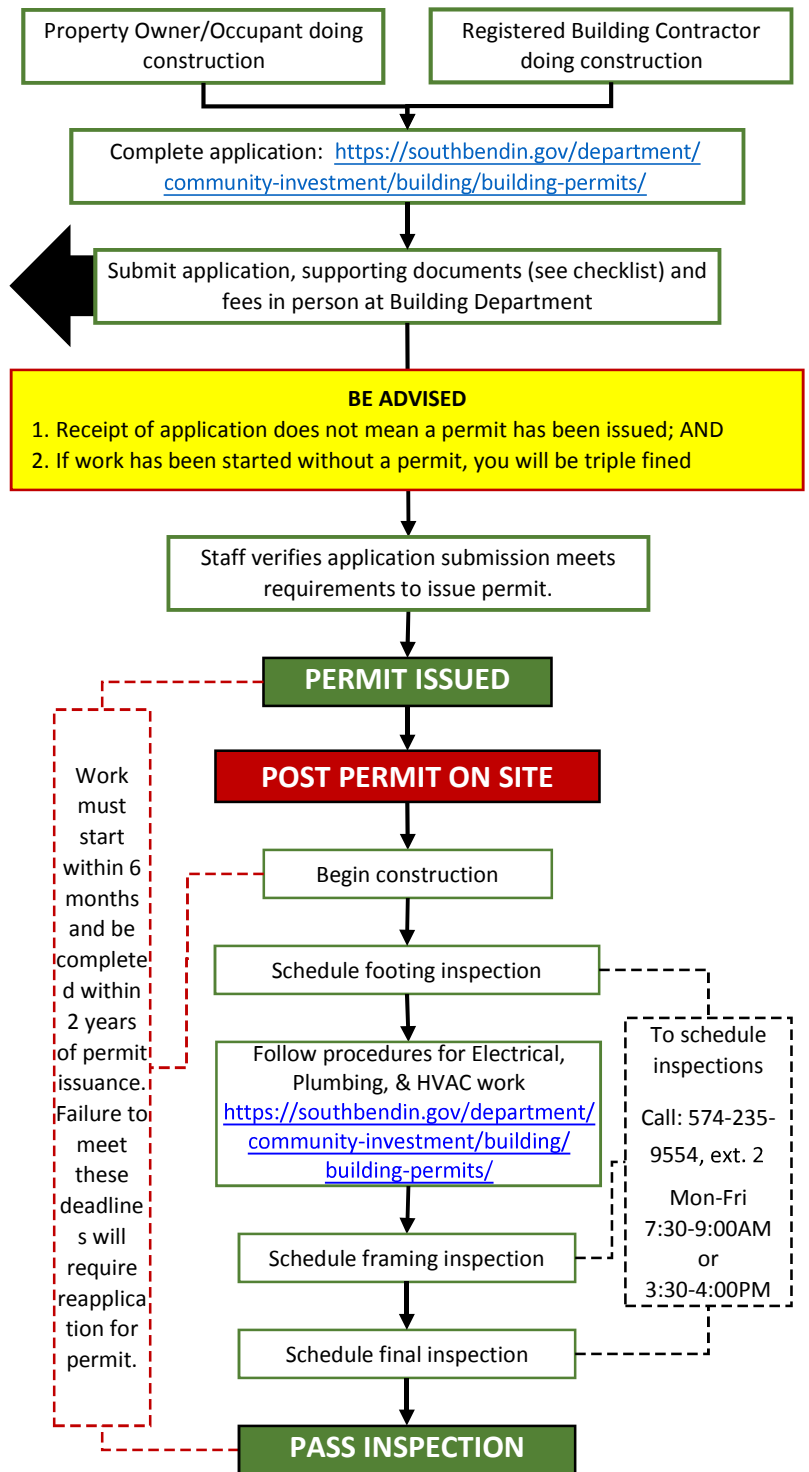 Property Owner/Occupant doing
construction
Registered Building Contractor
doing construction
Complete application: https://southbendin.gov/department/
community-investment/building/building-permits/
Submit application, supporting documents (see checklist) and
fees in person at Building Department
BE ADVISED
1. Receipt of application does not mean a permit has been issued; AND
2. If work has been started without a permit, you will be triple fined
Staff verifies application submission meets
requirements to issue permit.
PERMIT ISSUED
POST PERMIT ON SITE
Work
must
start
within 6
months
and be
complete
d within
2 years
of permit
issuance.
Failure to
meet
these
deadline
s will
require
reapplica
tion for
permit.
Begin construction
Schedule footing inspection
Follow procedures for Electrical,
Plumbing, & HVAC work
https://southbendin.gov/department/
community-investment/building/
building-permits/
To schedule
inspections
Call: 574-235-
9554, ext. 2
Mon-Fri
7:30-9:00AM
or
3:30-4:00PM
Schedule framing inspection
Schedule final inspection
PASS INSPECTION